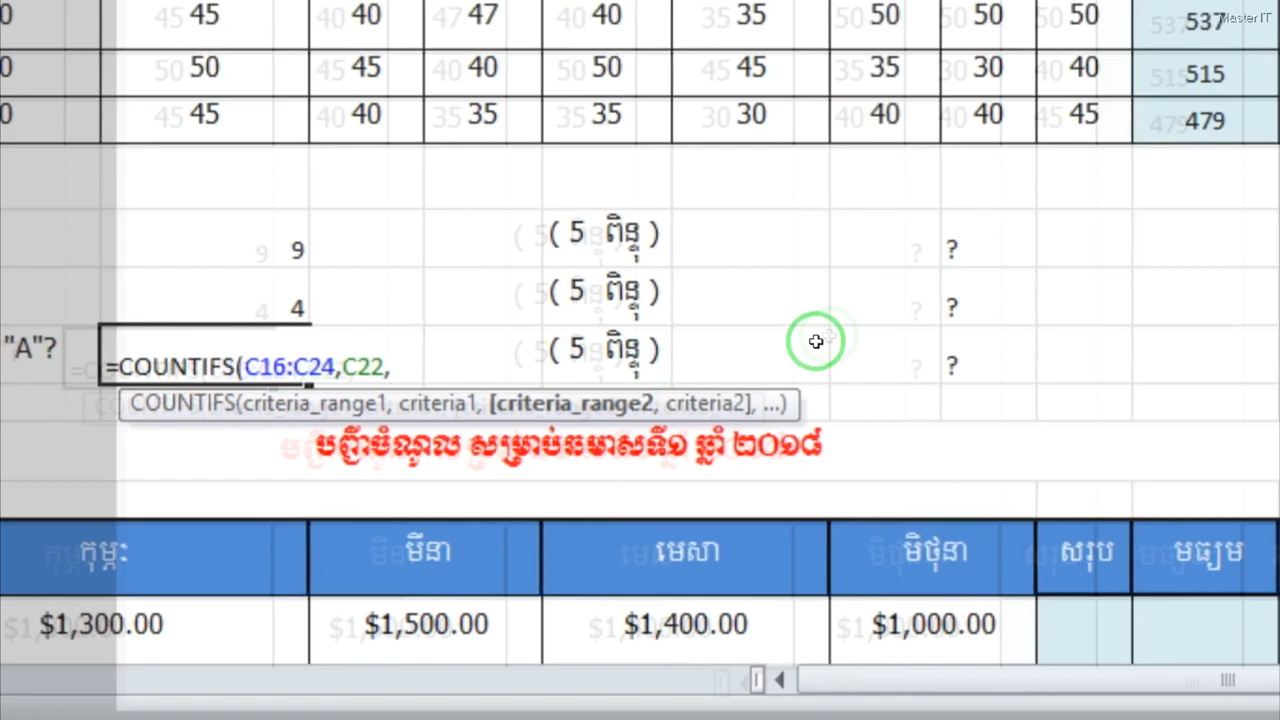 Master IT
0 45 40 47 40 35 50 50 50 537
0 50 45 40 50 45 35 30 40 515
0 45 40 35 35 30 40 40 45 479
9 ( 5 ពិន្ទុ ) ?
4 ( 5 ពិន្ទុ ) ?
"A"? =COUNTIFS(C16:C24,C22, ( 5 ពិន្ទុ ) ?
COUNTIFS(criteria_range1, criteria1, [criteria_range2, criteria2], ...)
បញ្ជីចំណូល សម្រាប់ឆមាសទី១ ឆ្នាំ ២០១៨
កុម្ភៈ មីនា មេសា មិថុនា សរុប មធ្យម
$1,300.00 $1,500.00 $1,400.00 $1,000.00